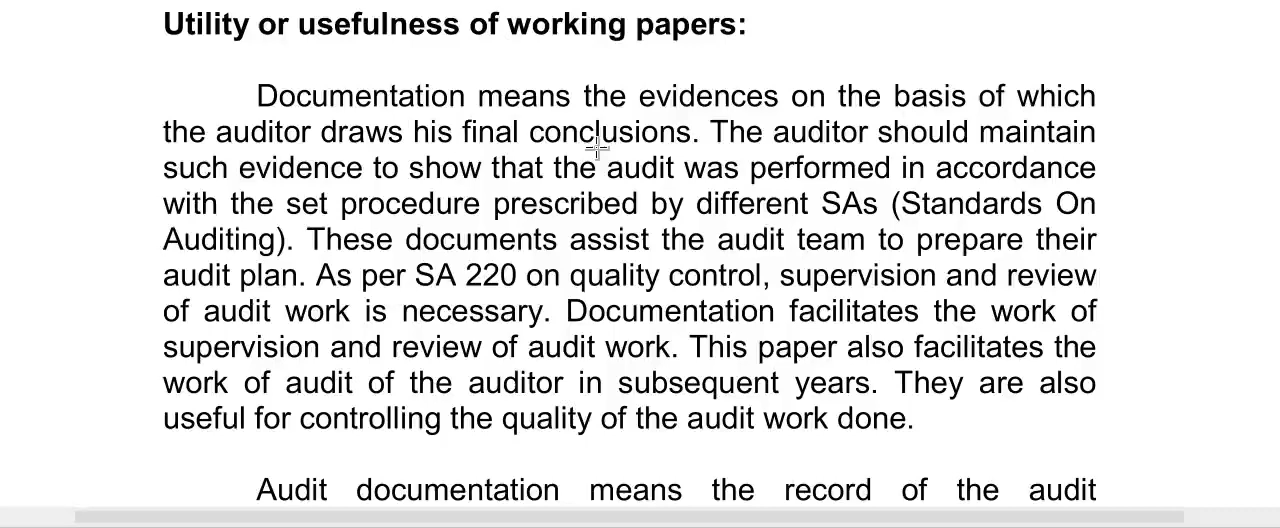 Utility or usefulness of working papers:
Documentation means the evidences on the basis of which
the auditor draws his final conclusions. The auditor should maintain
such evidence to show that the audit was performed in accordance
with the set procedure prescribed by different SAs (Standards On
Auditing). These documents assist the audit team to prepare their
audit plan. As per SA 220 on quality control, supervision and review
of audit work is necessary. Documentation facilitates the work of
supervision and review of audit work. This paper also facilitates the
work of audit of the auditor in subsequent years. They are also
useful for controlling the quality of the audit work done.
Audit documentation means the record of the audit